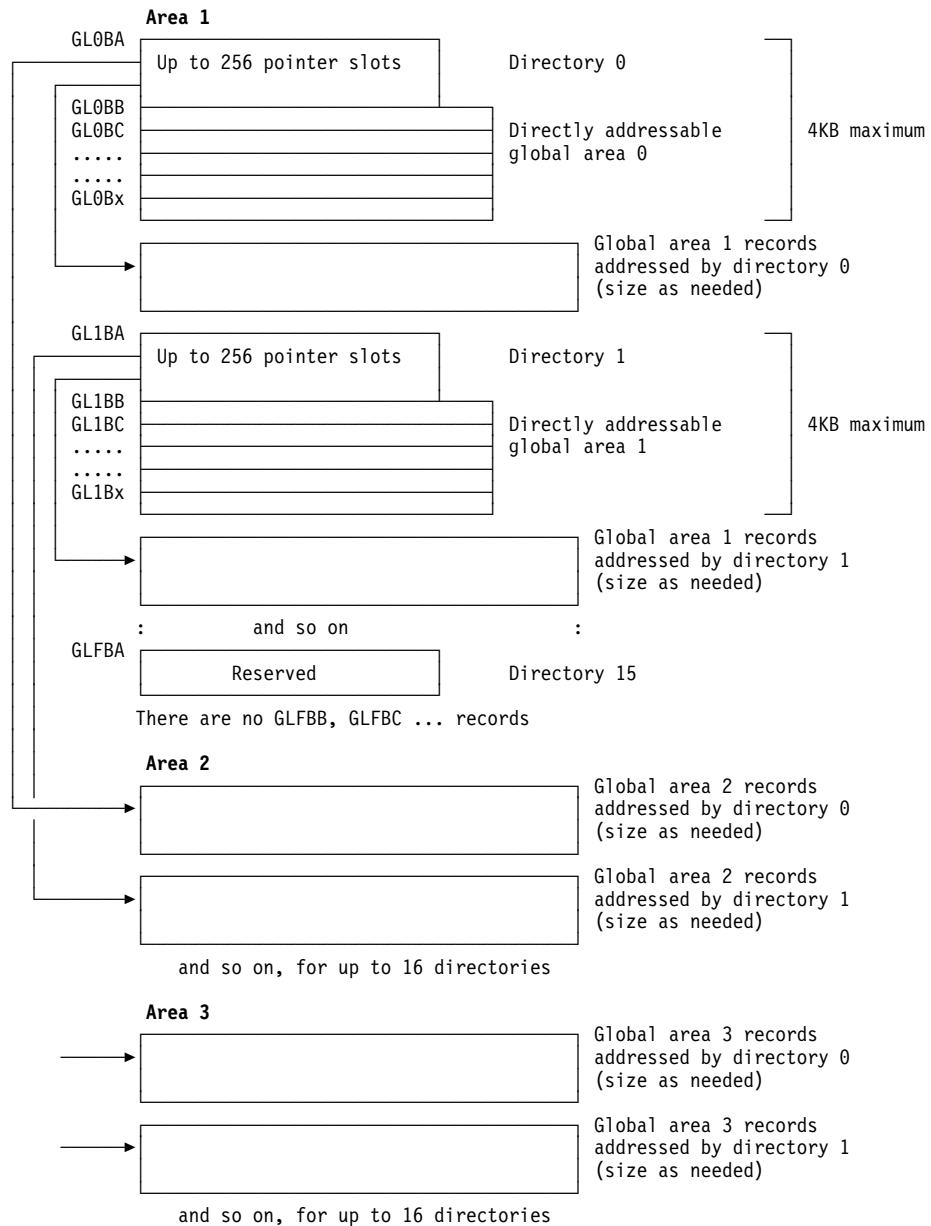 Area 1
GL0BA
Up to 256 pointer slots Directory 0
GL0BB
GL0BC Directly addressable 4KB maximum
..... global area 0
.....
GL0Bx
Global area 1 records
addressed by directory 0
(size as needed)
GL1BA
Up to 256 pointer slots Directory 1
GL1BB
GL1BC Directly addressable 4KB maximum
..... global area 1
.....
GL1Bx
Global area 1 records
addressed by directory 1
(size as needed)
: and so on :
GLFBA
Reserved Directory 15
There are no GLFBB, GLFBC ... records
Area 2
Global area 2 records
addressed by directory 0
(size as needed)
Global area 2 records
addressed by directory 1
(size as needed)
and so on, for up to 16 directories
Area 3
Global area 3 records
addressed by directory 0
(size as needed)
Global area 3 records
addressed by directory 1
(size as needed)
and so on, for up to 16 directories